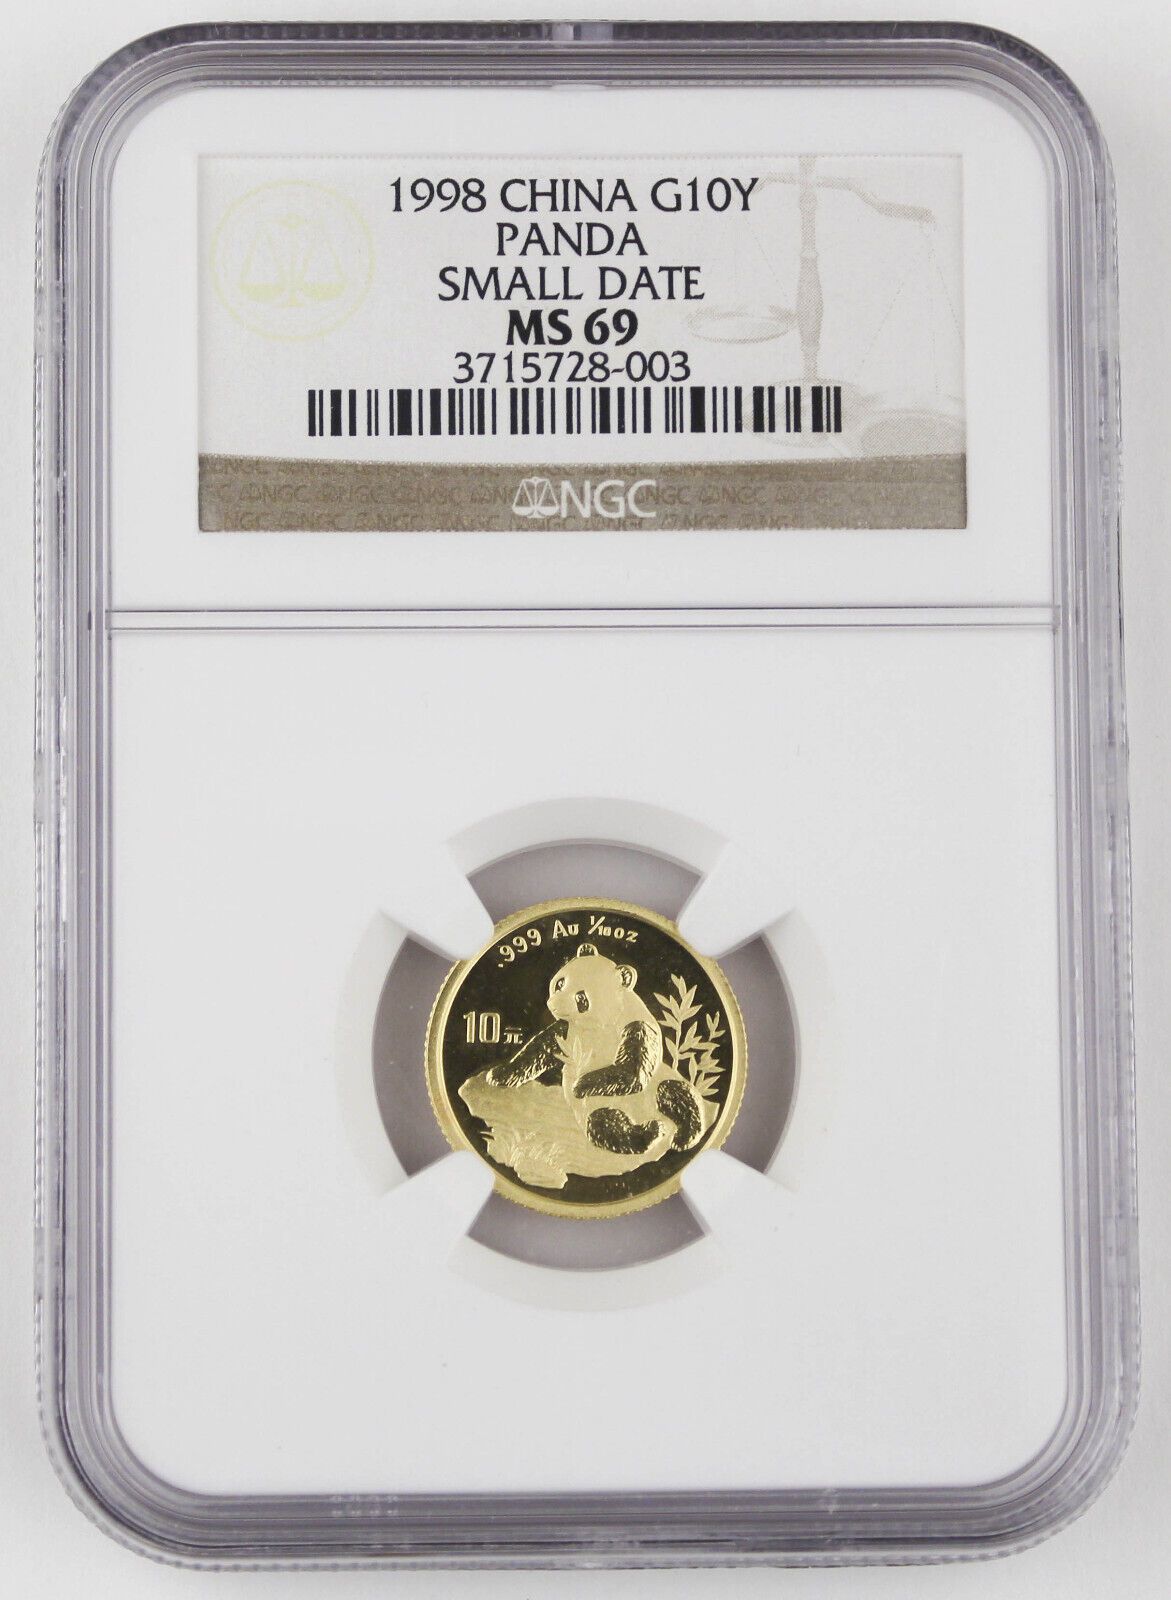 1998 CHINA G10Y
PANDA
SMALL DATE
MS 69
3715728-003
NGC
.999 Au 1/10 oz
10元